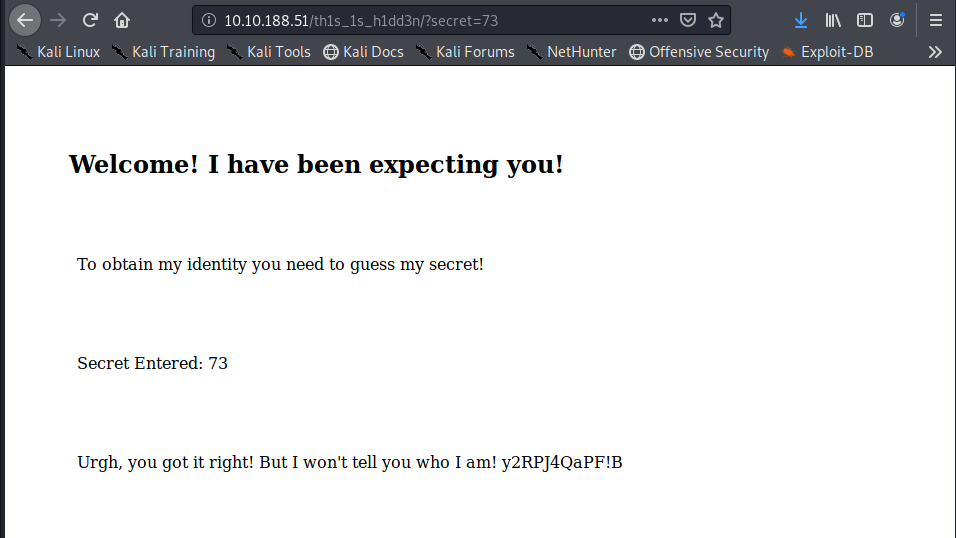 10.10.188.51/th1s_1s_h1dd3n/?secret=73
Kali Linux Kali Training Kali Tools Kali Docs Kali Forums NetHunter Offensive Security Exploit-DB
Welcome! I have been expecting you!
To obtain my identity you need to guess my secret!
Secret Entered: 73
Urgh, you got it right! But I won't tell you who I am! y2RPJ4QaPF!B